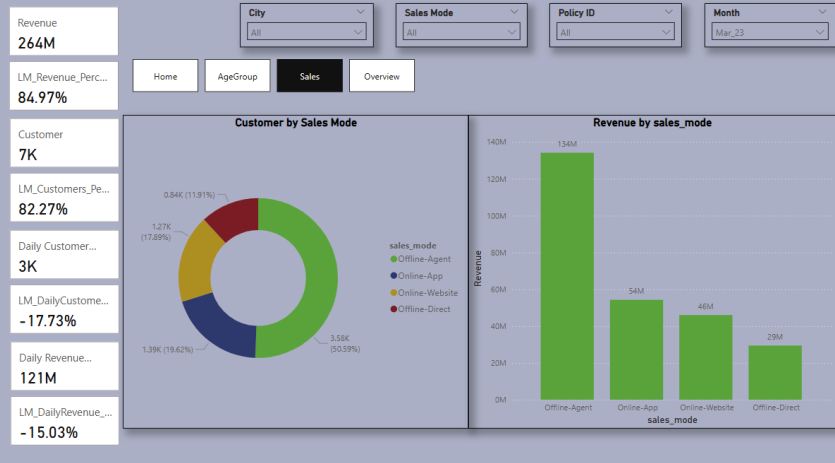 Revenue
264M
LM_Revenue_Perc...
84.97%
Customer
7K
LM_Customers_Pe...
82.27%
Daily Customer...
3K
LM_DailyCustome...
-17.73%
Daily Revenue...
121M
LM_DailyRevenue_...
-15.03%
City
All
Sales Mode
All
Policy ID
All
Month
Mar_23
Home
AgeGroup
Sales
Overview
Customer by Sales Mode
0.84K (11.91%)
1.27K
(17.89%)
1.39K (19.62%)
3.58K
(50.59%)
sales_mode
Offline-Agent
Online-App
Online-Website
Offline-Direct
Revenue by sales_mode
Revenue
140M
120M
100M
80M
60M
40M
20M
0M
134M
54M
46M
29M
Offline-Agent
Online-App
Online-Website
Offline-Direct
sales_mode